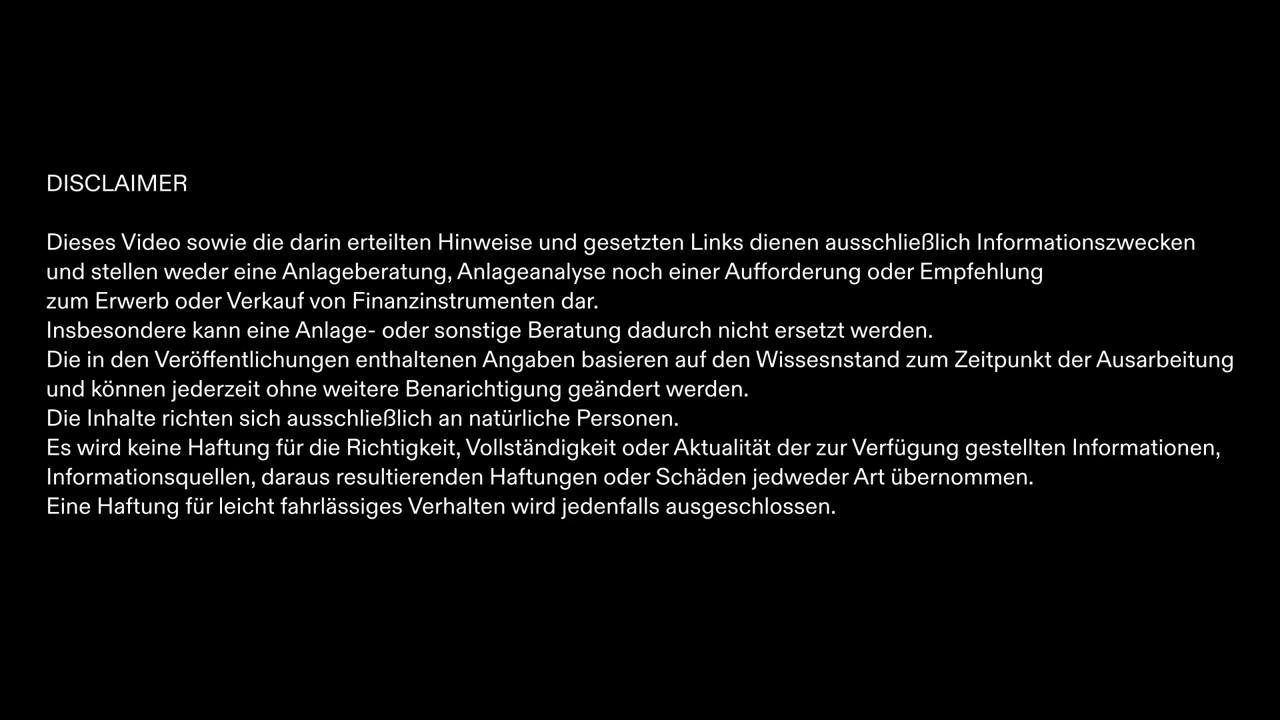 DISCLAIMER
Dieses Video sowie die darin erteilten Hinweise und gesetzten Links dienen ausschließlich Informationszwecken
und stellen weder eine Anlageberatung, Anlageanalyse noch einer Aufforderung oder Empfehlung
zum Erwerb oder Verkauf von Finanzinstrumenten dar.
Insbesondere kann eine Anlage- oder sonstige Beratung dadurch nicht ersetzt werden.
Die in den Veröffentlichungen enthaltenen Angaben basieren auf den Wissesnstand zum Zeitpunkt der Ausarbeitung
und können jederzeit ohne weitere Benarichtigung geändert werden.
Die Inhalte richten sich ausschließlich an natürliche Personen.
Es wird keine Haftung für die Richtigkeit, Vollständigkeit oder Aktualität der zur Verfügung gestellten Informationen,
Informationsquellen, daraus resultierenden Haftungen oder Schäden jedweder Art übernommen.
Eine Haftung für leicht fahrlässiges Verhalten wird jedenfalls ausgeschlossen.